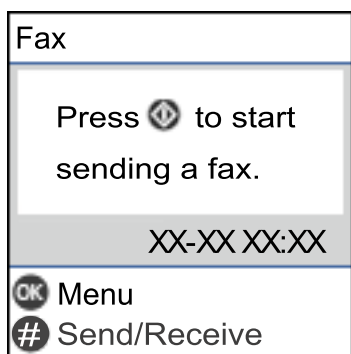 Fax
Press to start
sending a fax.
XX-XX XX:XX
OK Menu
# Send/Receive